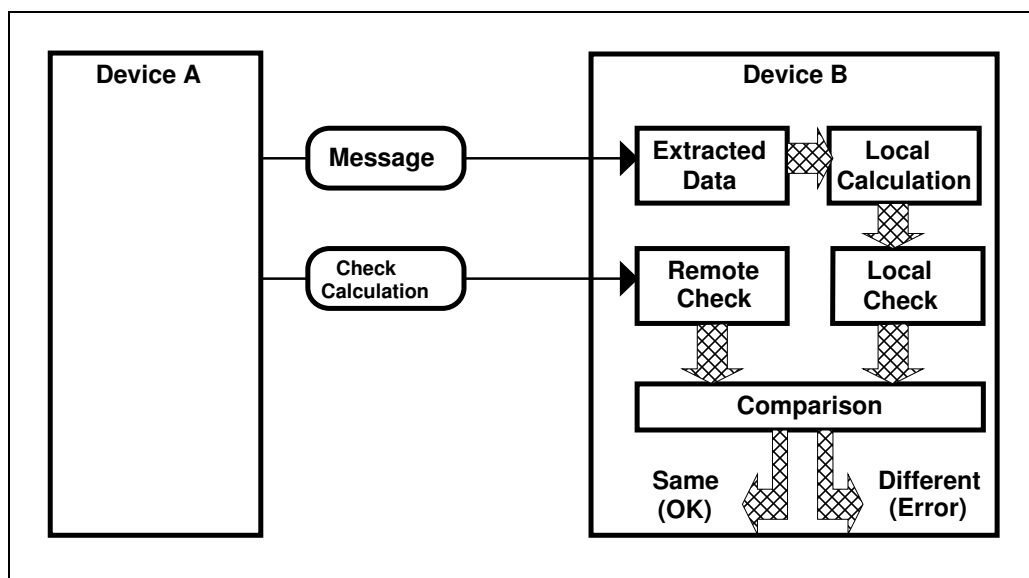 Device A
Device B
Message
Extracted
Data
Local
Calculation
Check
Calculation
Remote
Check
Local
Check
Comparison
Same
(OK)
Different
(Error)